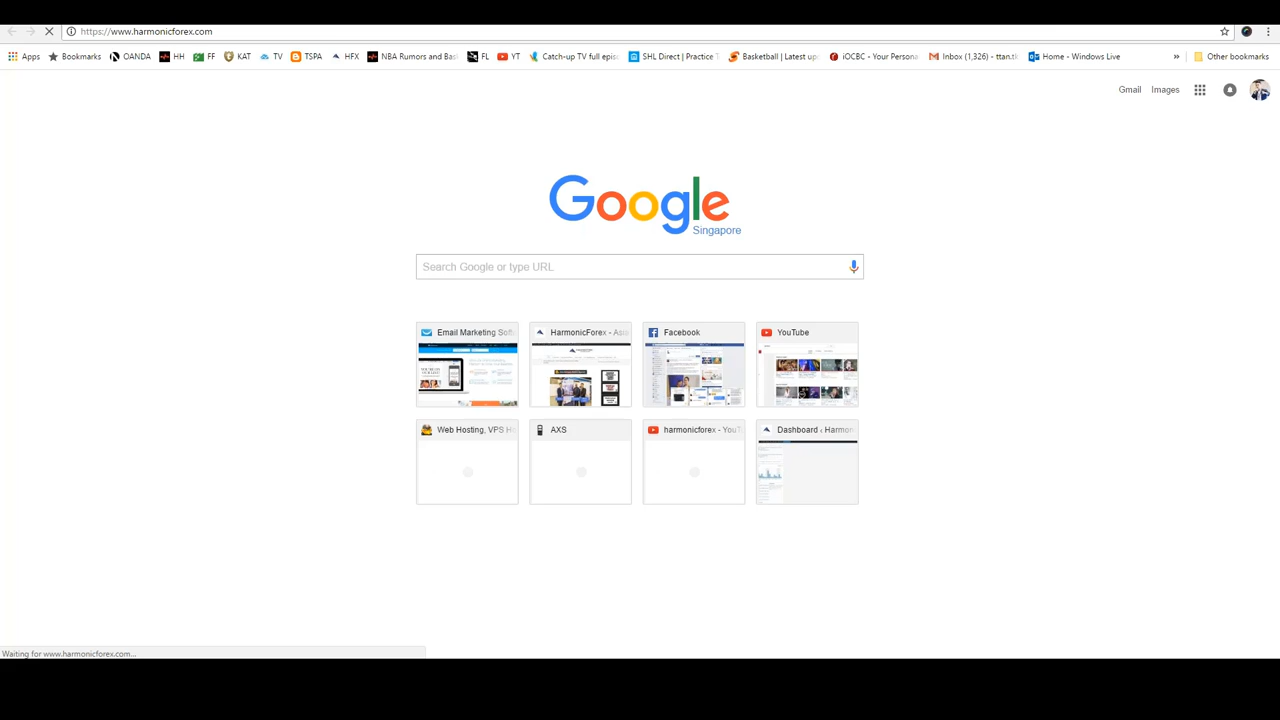 https://www.harmonicforex.com
Apps Bookmarks OANDA HH FF KAT TV TSPA HFX NBA Rumors and Bas FL YT Catch-up TV full epis SHL Direct | Practice T Basketball | Latest up iOCBC - Your Persona Inbox (1,326) - ttan.tk Home - Windows Live » Other bookmarks
Gmail Images
Google
Singapore
Search Google or type URL
Email Marketing Soft HarmonicForex - Asia Facebook YouTube
Web Hosting, VPS H AXS harmonicforex - YouT Dashboard ‹ Harmon
Waiting for www.harmonicforex.com...